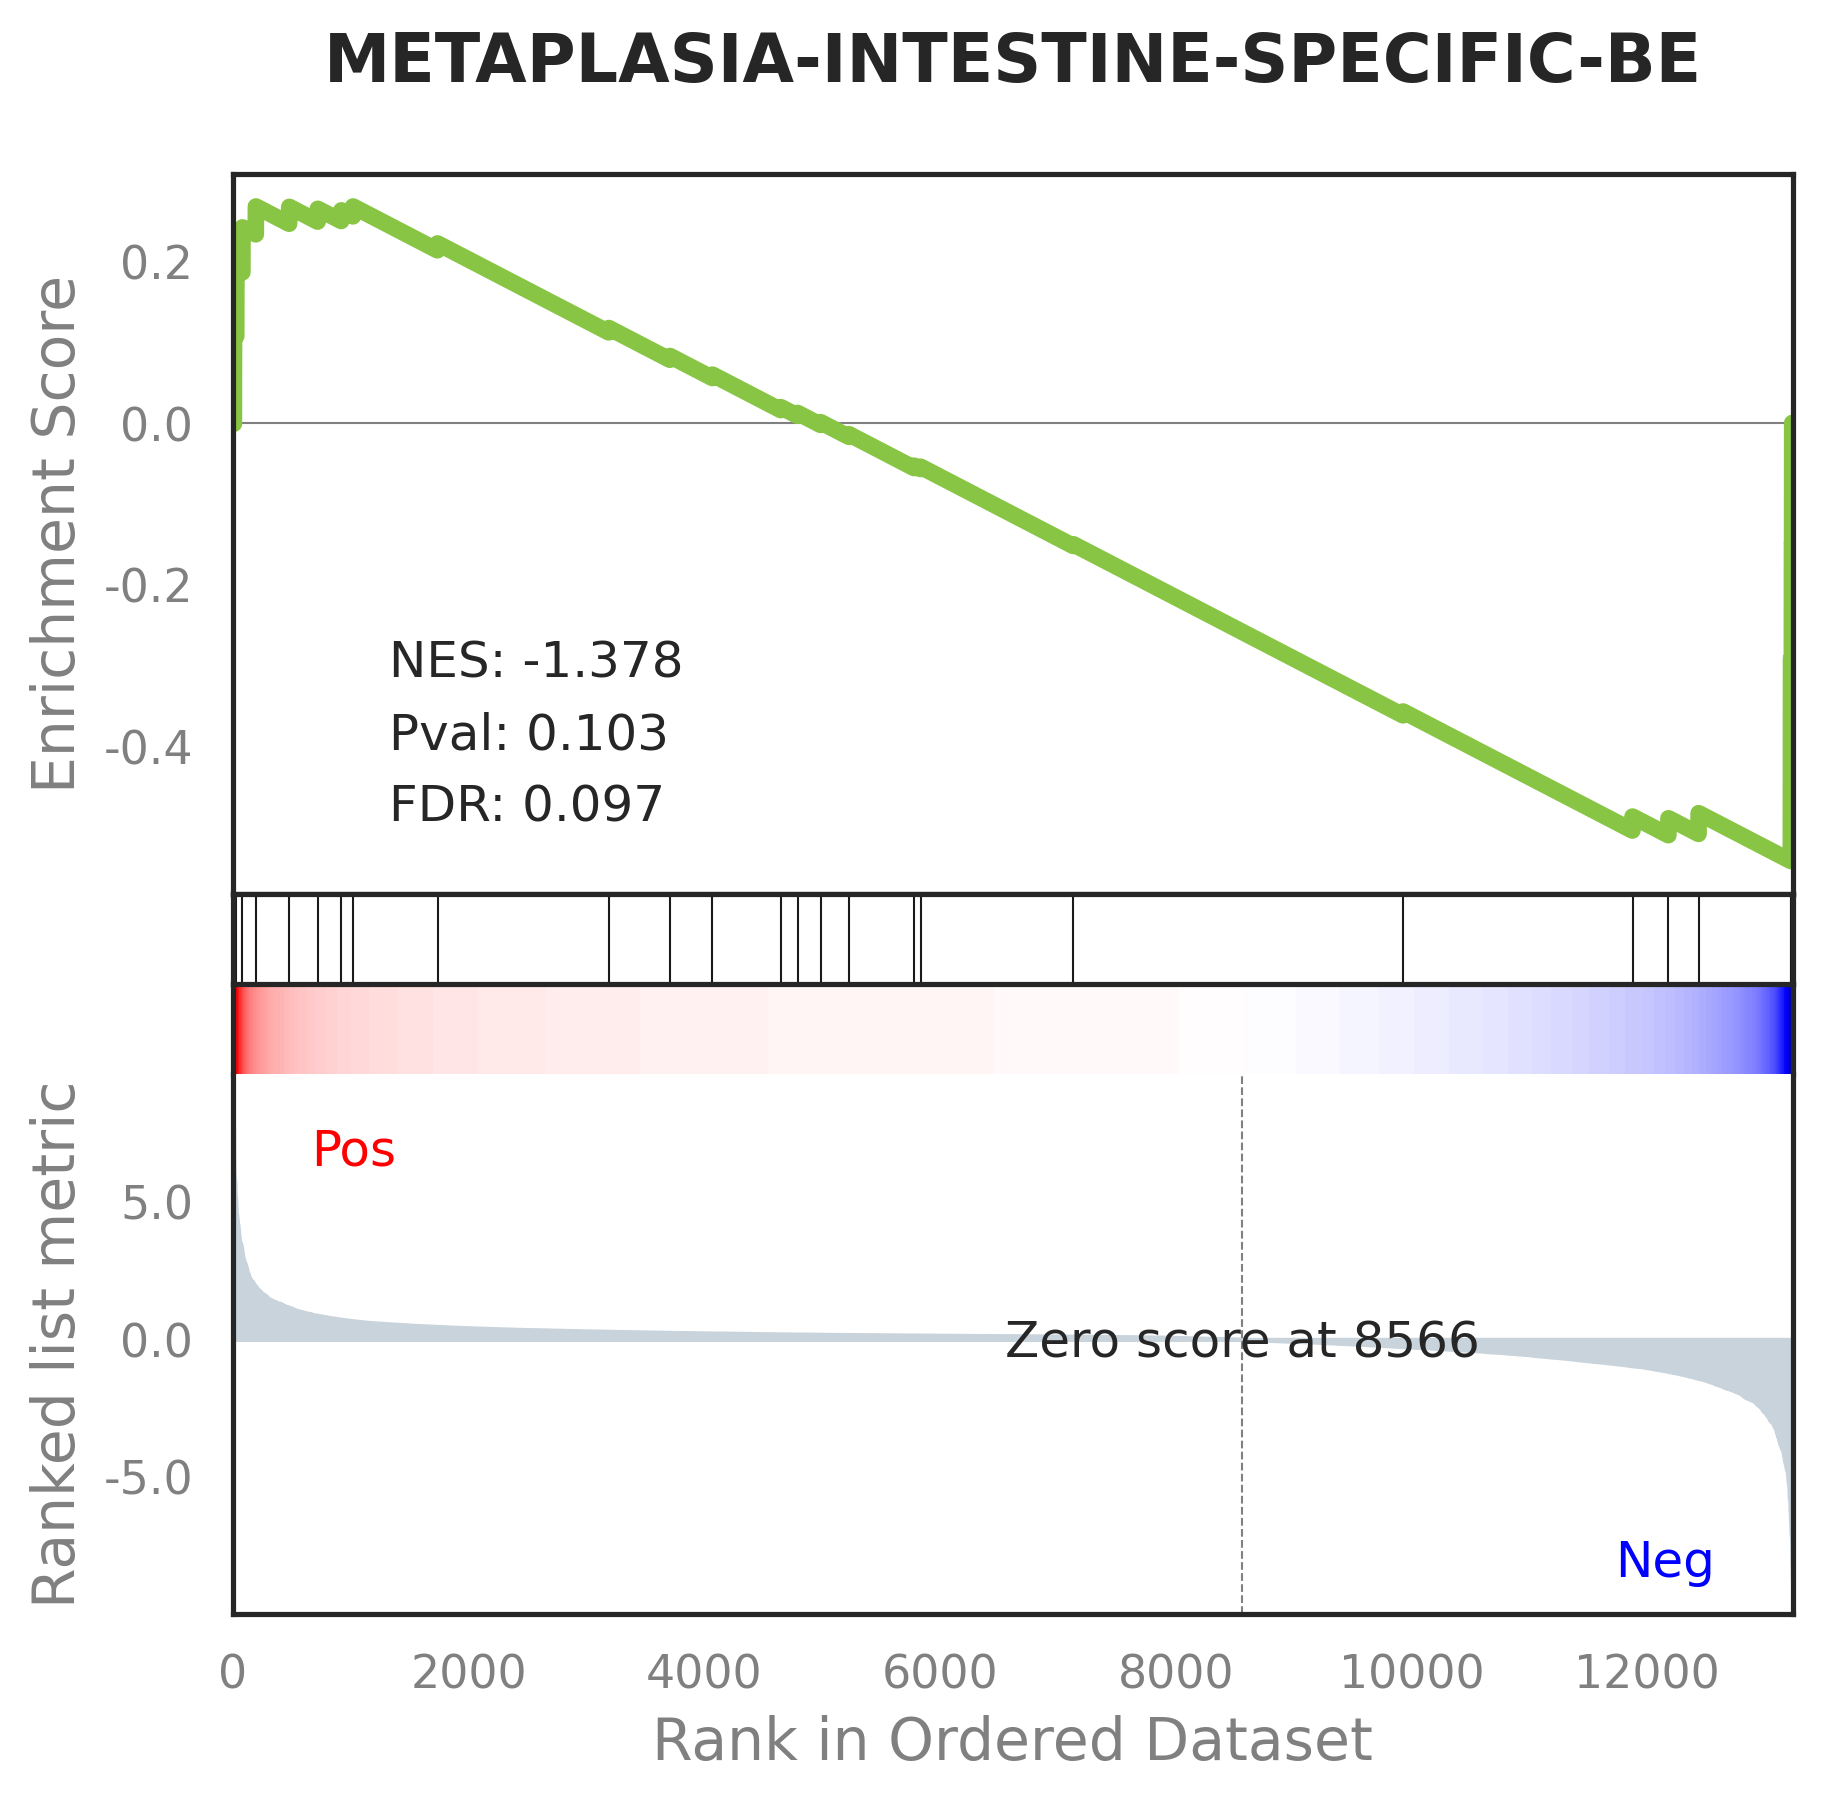 METAPLASIA-INTESTINE-SPECIFIC-BE
Enrichment Score
0.2
0.0
-0.2
-0.4
NES: -1.378
Pval: 0.103
FDR: 0.097
Ranked list metric
Pos
5.0
0.0
-5.0
Zero score at 8566
Neg
0 2000 4000 6000 8000 10000 12000
Rank in Ordered Dataset